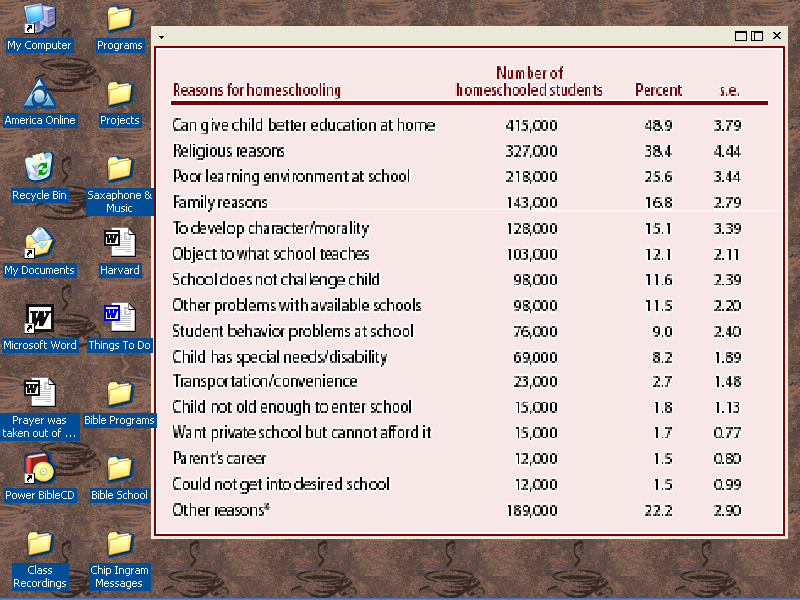 My Computer
Programs
America Online
Projects
Recycle Bin
Saxaphone &
Music
My Documents
Harvard
Microsoft Word
Things To Do
Prayer was
taken out of ...
Bible Programs
Power BibleCD
Bible School
Class
Recordings
Chip Ingram
Messages
Reasons for homeschooling Number of homeschooled students Percent s.e.
Can give child better education at home 415,000 48.9 3.79
Religious reasons 327,000 38.4 4.44
Poor learning environment at school 218,000 25.6 3.44
Family reasons 143,000 16.8 2.79
To develop character/morality 128,000 15.1 3.39
Object to what school teaches 103,000 12.1 2.11
School does not challenge child 98,000 11.6 2.39
Other problems with available schools 98,000 11.5 2.20
Student behavior problems at school 76,000 9.0 2.40
Child has special needs/disability 69,000 8.2 1.89
Transportation/convenience 23,000 2.7 1.48
Child not old enough to enter school 15,000 1.8 1.13
Want private school but cannot afford it 15,000 1.7 0.77
Parent's career 12,000 1.5 0.80
Could not get into desired school 12,000 1.5 0.99
Other reasons* 189,000 22.2 2.90